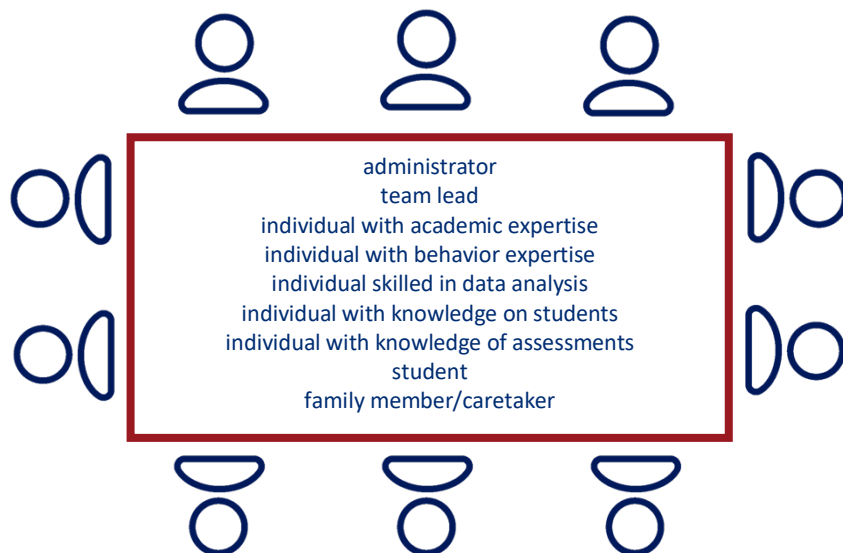 administrator
team lead
individual with academic expertise
individual with behavior expertise
individual skilled in data analysis
individual with knowledge on students
individual with knowledge of assessments
student
family member/caretaker